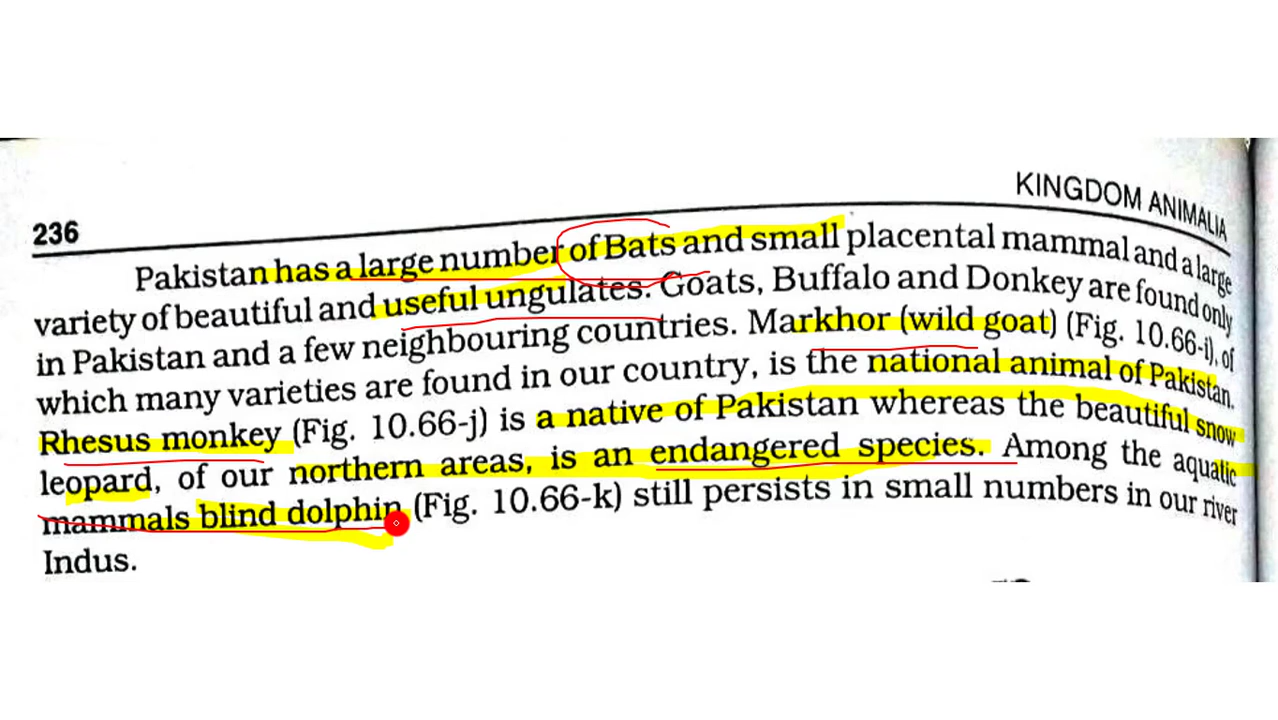 KINGDOM ANIMALIA
236
Pakistan has a large number of Bats and small placental mammal and a large
variety of beautiful and useful ungulates. Goats, Buffalo and Donkey are found only
in Pakistan and a few neighbouring countries. Markhor (wild goat) (Fig. 10.66-i), of
which many varieties are found in our country, is the national animal of Pakistan.
Rhesus monkey (Fig. 10.66-j) is a native of Pakistan whereas the beautiful snow
leopard, of our northern areas, is an endangered species. Among the aquatic
mammals blind dolphin (Fig. 10.66-k) still persists in small numbers in our river
Indus.